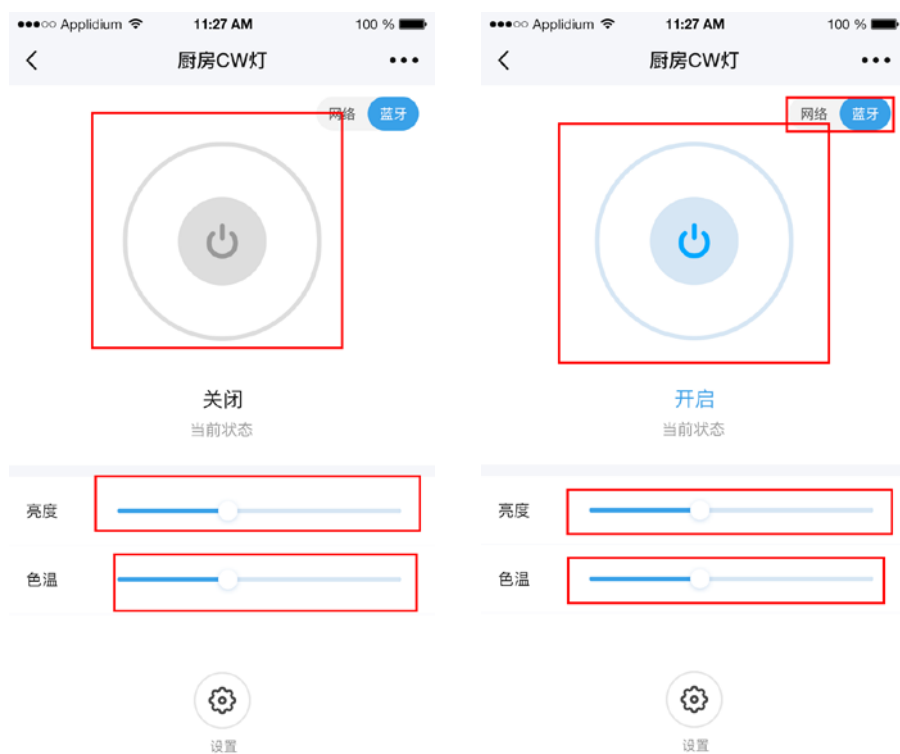 ●●●○○ Applidium 11:27 AM 100 %
厨房CW灯
网络 蓝牙
关闭
当前状态
亮度
色温
设置
●●●○○ Applidium 11:27 AM 100 %
厨房CW灯
网络 蓝牙
开启
当前状态
亮度
色温
设置